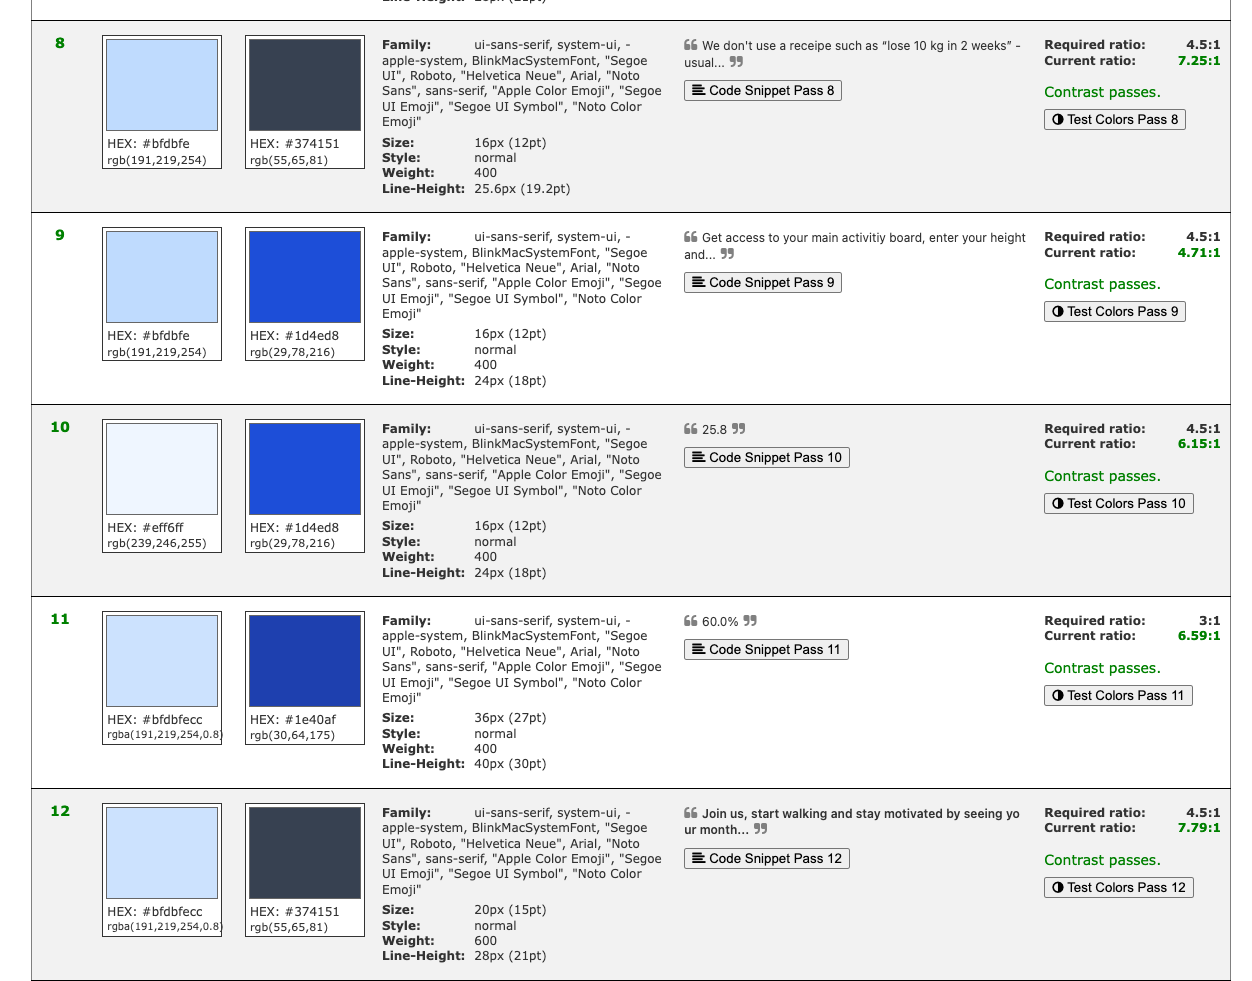 8
HEX: #bfdbfe
rgb(191,219,254)
HEX: #374151
rgb(55,65,81)
Family: ui-sans-serif, system-ui, -
apple-system, BlinkMacSystemFont, "Segoe
UI", Roboto, "Helvetica Neue", Arial, "Noto
Sans", sans-serif, "Apple Color Emoji", "Segoe
UI Emoji", "Segoe UI Symbol", "Noto Color
Emoji"
Size: 16px (12pt)
Style: normal
Weight: 400
Line-Height: 25.6px (19.2pt)
❝ We don't use a receipe such as “lose 10 kg in 2 weeks” -
usual... ❞
Code Snippet Pass 8
Required ratio: 4.5:1
Current ratio: 7.25:1
Contrast passes.
Test Colors Pass 8
9
HEX: #bfdbfe
rgb(191,219,254)
HEX: #1d4ed8
rgb(29,78,216)
Family: ui-sans-serif, system-ui, -
apple-system, BlinkMacSystemFont, "Segoe
UI", Roboto, "Helvetica Neue", Arial, "Noto
Sans", sans-serif, "Apple Color Emoji", "Segoe
UI Emoji", "Segoe UI Symbol", "Noto Color
Emoji"
Size: 16px (12pt)
Style: normal
Weight: 400
Line-Height: 24px (18pt)
❝ Get access to your main activitiy board, enter your height
and... ❞
Code Snippet Pass 9
Required ratio: 4.5:1
Current ratio: 4.71:1
Contrast passes.
Test Colors Pass 9
10
HEX: #eff6ff
rgb(239,246,255)
HEX: #1d4ed8
rgb(29,78,216)
Family: ui-sans-serif, system-ui, -
apple-system, BlinkMacSystemFont, "Segoe
UI", Roboto, "Helvetica Neue", Arial, "Noto
Sans", sans-serif, "Apple Color Emoji", "Segoe
UI Emoji", "Segoe UI Symbol", "Noto Color
Emoji"
Size: 16px (12pt)
Style: normal
Weight: 400
Line-Height: 24px (18pt)
❝ 25.8 ❞
Code Snippet Pass 10
Required ratio: 4.5:1
Current ratio: 6.15:1
Contrast passes.
Test Colors Pass 10
11
HEX: #bfdbfecc
rgba(191,219,254,0.8)
HEX: #1e40af
rgb(30,64,175)
Family: ui-sans-serif, system-ui, -
apple-system, BlinkMacSystemFont, "Segoe
UI", Roboto, "Helvetica Neue", Arial, "Noto
Sans", sans-serif, "Apple Color Emoji", "Segoe
UI Emoji", "Segoe UI Symbol", "Noto Color
Emoji"
Size: 36px (27pt)
Style: normal
Weight: 400
Line-Height: 40px (30pt)
❝ 60.0% ❞
Code Snippet Pass 11
Required ratio: 3:1
Current ratio: 6.59:1
Contrast passes.
Test Colors Pass 11
12
HEX: #bfdbfecc
rgba(191,219,254,0.8)
HEX: #374151
rgb(55,65,81)
Family: ui-sans-serif, system-ui, -
apple-system, BlinkMacSystemFont, "Segoe
UI", Roboto, "Helvetica Neue", Arial, "Noto
Sans", sans-serif, "Apple Color Emoji", "Segoe
UI Emoji", "Segoe UI Symbol", "Noto Color
Emoji"
Size: 20px (15pt)
Style: normal
Weight: 600
Line-Height: 28px (21pt)
❝ Join us, start walking and stay motivated by seeing yo
ur month... ❞
Code Snippet Pass 12
Required ratio: 4.5:1
Current ratio: 7.79:1
Contrast passes.
Test Colors Pass 12